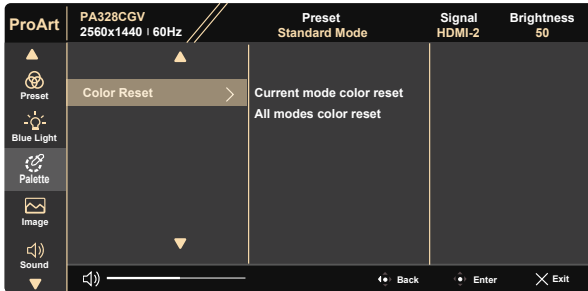 ProArt
PA328CGV
2560x1440 | 60Hz
Preset
Standard Mode
Signal
HDMI-2
Brightness
50
Preset
Blue Light
Palette
Image
Sound
Color Reset
Current mode color reset
All modes color reset
Back
Enter
Exit